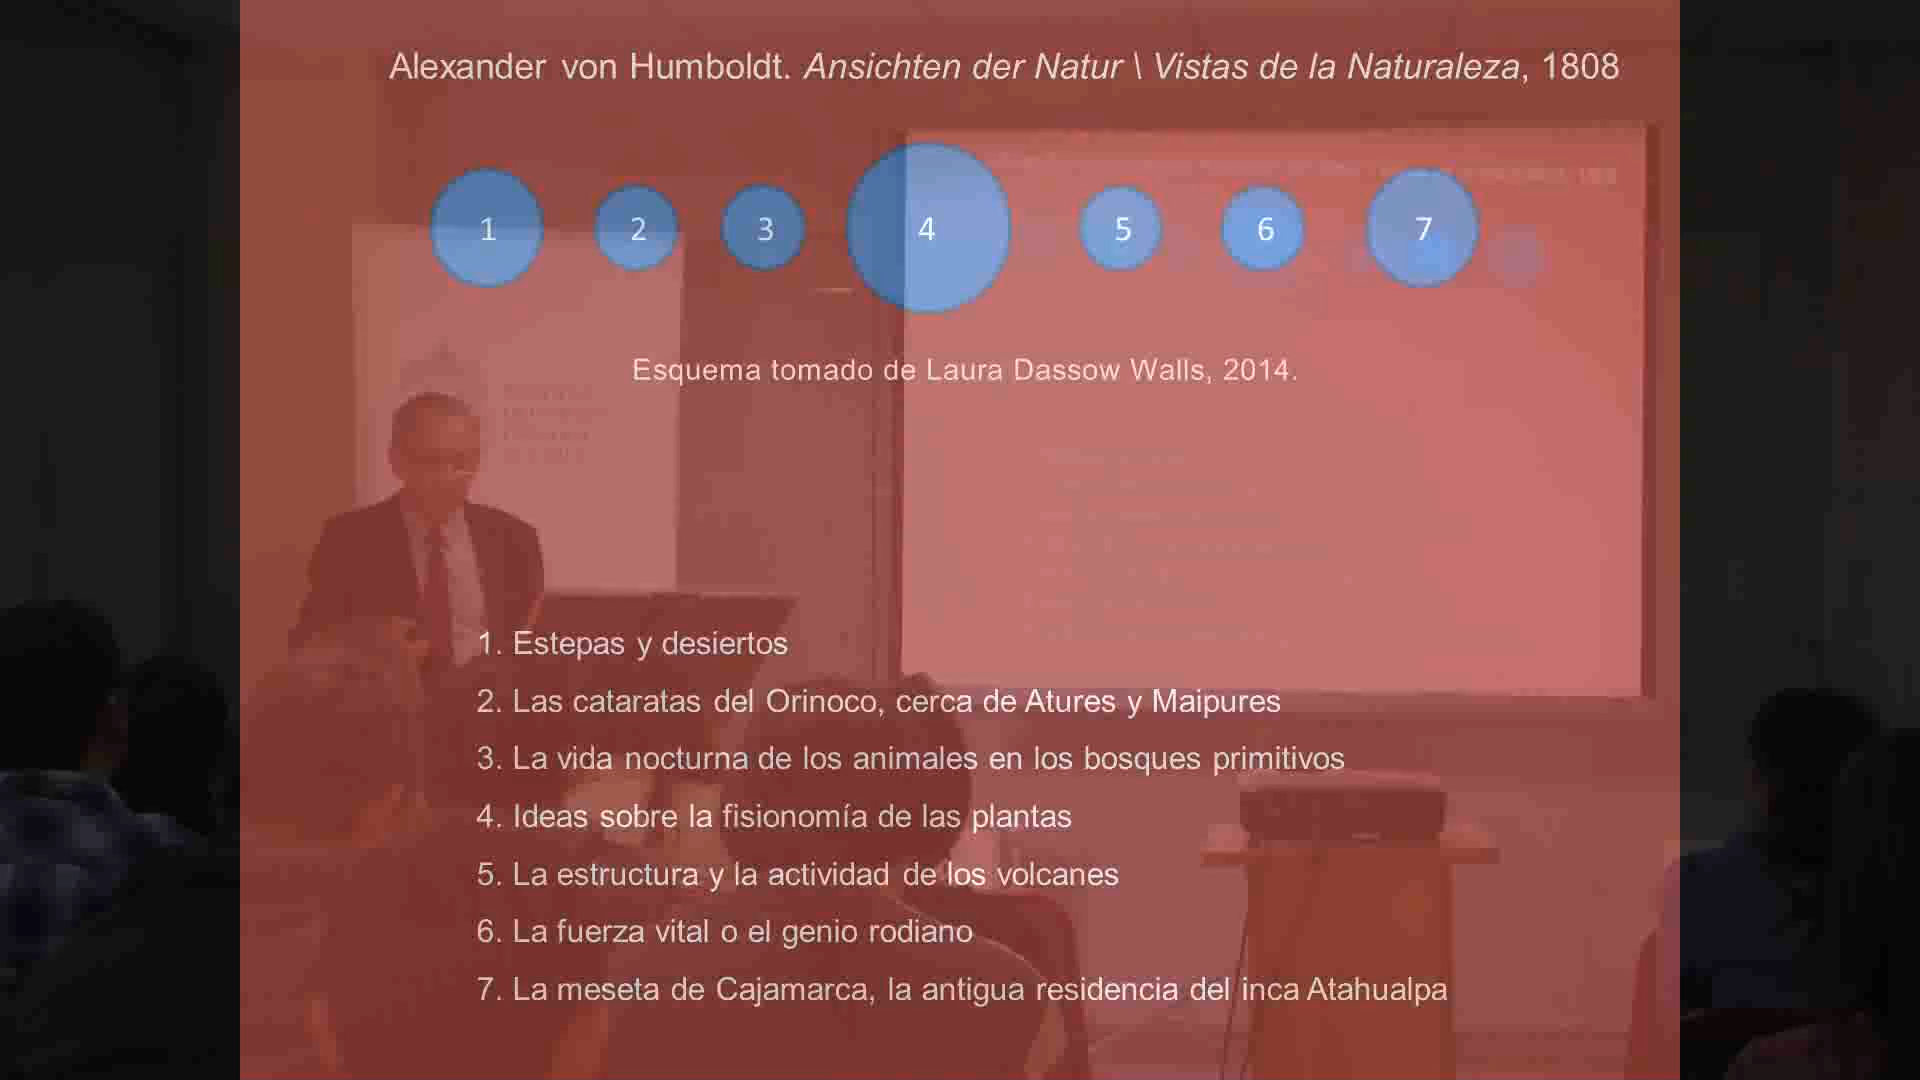 Alexander von Humboldt. Ansichten der Natur \ Vistas de la Naturaleza, 1808
1 2 3 4 5 6 7
Esquema tomado de Laura Dassow Walls, 2014.
1. Estepas y desiertos
2. Las cataratas del Orinoco, cerca de Atures y Maipures
3. La vida nocturna de los animales en los bosques primitivos
4. Ideas sobre la fisionomía de las plantas
5. La estructura y la actividad de los volcanes
6. La fuerza vital o el genio rodiano
7. La meseta de Cajamarca, la antigua residencia del inca Atahualpa